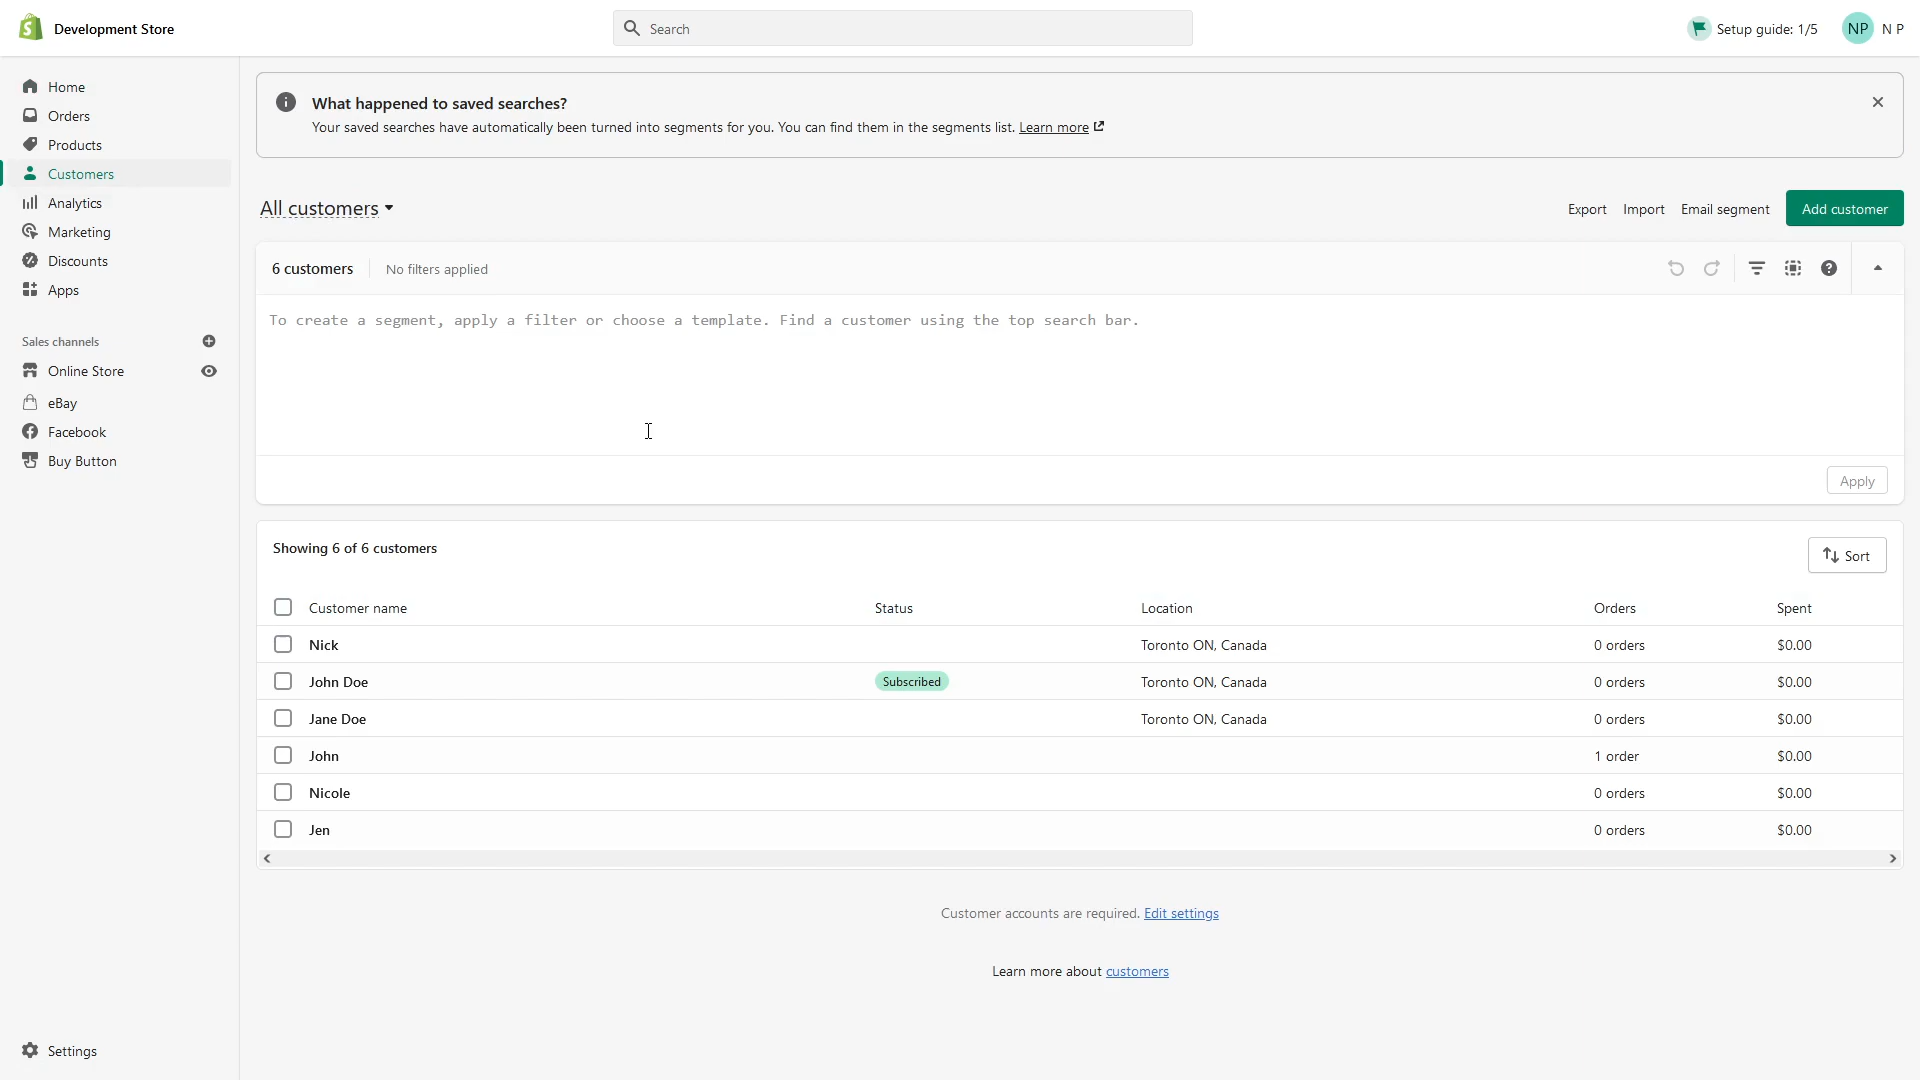 Development Store
Search
Setup guide: 1/5
NP
N P
Home
Orders
Products
Customers
Analytics
Marketing
Discounts
Apps
Sales channels
Online Store
eBay
Facebook
Buy Button
Settings
What happened to saved searches?
Your saved searches have automatically been turned into segments for you. You can find them in the segments list. Learn more
All customers
Export Import Email segment Add customer
6 customers No filters applied
To create a segment, apply a filter or choose a template. Find a customer using the top search bar.
Apply
Showing 6 of 6 customers
Sort
Customer name Status Location Orders Spent
Nick Toronto ON, Canada 0 orders $0.00
John Doe Subscribed Toronto ON, Canada 0 orders $0.00
Jane Doe Toronto ON, Canada 0 orders $0.00
John 1 order $0.00
Nicole 0 orders $0.00
Jen 0 orders $0.00
Customer accounts are required. Edit settings
Learn more about customers